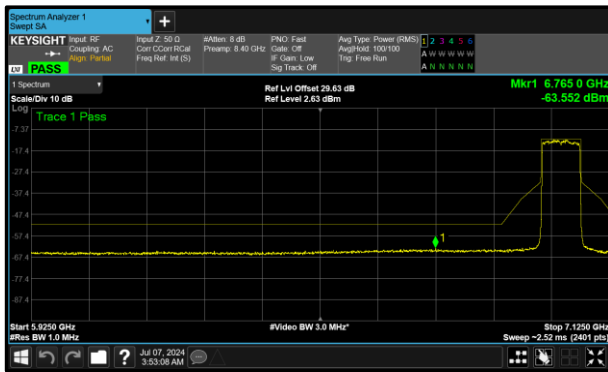 Spectrum Analyzer 1
Swept SA
+
KEYSIGHT
Input: RF
Coupling: AC
Align: Partial
Input Z: 50 Ω
Corr CCorr RCal
Freq Ref: Int (S)
#Atten: 8 dB
Preamp: 8.40 GHz
PNO: Fast
Gate: Off
IF Gain: Low
Sig Track: Off
Avg Type: Power (RMS)
Avg|Hold: 100/100
Trig: Free Run
1 2 3 4 5 6
A W W W W W
A N N N N N
LXI
PASS
1 Spectrum
Scale/Div 10 dB
Ref Lvl Offset 29.63 dB
Ref Level 2.63 dBm
Mkr1 6.765 0 GHz
-63.552 dBm
Log
Trace 1 Pass
-7.37
-17.4
-27.4
-37.4
-47.4
-57.4
-67.4
-77.4
-87.4
1
Start 5.9250 GHz
#Res BW 1.0 MHz
#Video BW 3.0 MHz*
Stop 7.1250 GHz
Sweep ~2.52 ms (2401 pts)
?
Jul 07, 2024
3:53:08 AM